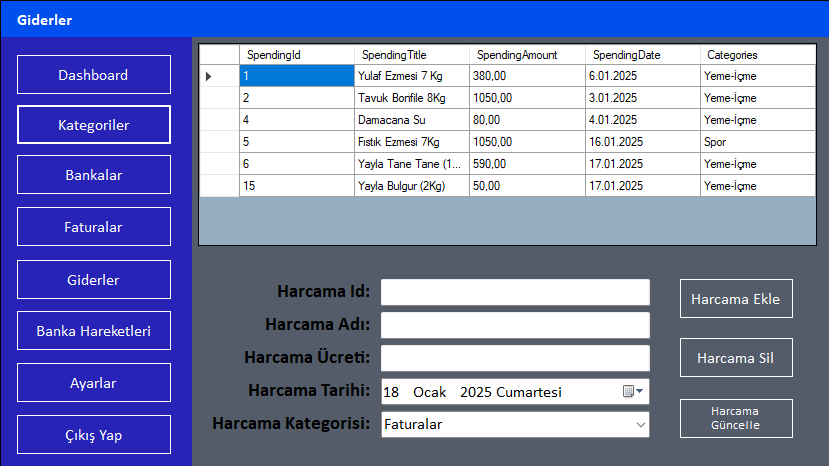 Giderler
Dashboard
Kategoriler
Bankalar
Faturalar
Giderler
Banka Hareketleri
Ayarlar
Çıkış Yap
SpendingId SpendingTitle SpendingAmount SpendingDate Categories
1 Yulaf Ezmesi 7 Kg 380,00 6.01.2025 Yeme-İçme
2 Tavuk Bonfile 8Kg 1050,00 3.01.2025 Yeme-İçme
4 Damacana Su 80,00 4.01.2025 Yeme-İçme
5 Fıstık Ezmesi 7Kg 1050,00 16.01.2025 Spor
6 Yayla Tane Tane (1... 590,00 17.01.2025 Yeme-İçme
15 Yayla Bulgur (2Kg) 50,00 17.01.2025 Yeme-İçme
Harcama Id:
Harcama Adı:
Harcama Ücreti:
Harcama Tarihi: 18 Ocak 2025 Cumartesi
Harcama Kategorisi: Faturalar
Harcama Ekle
Harcama Sil
Harcama
Güncelle